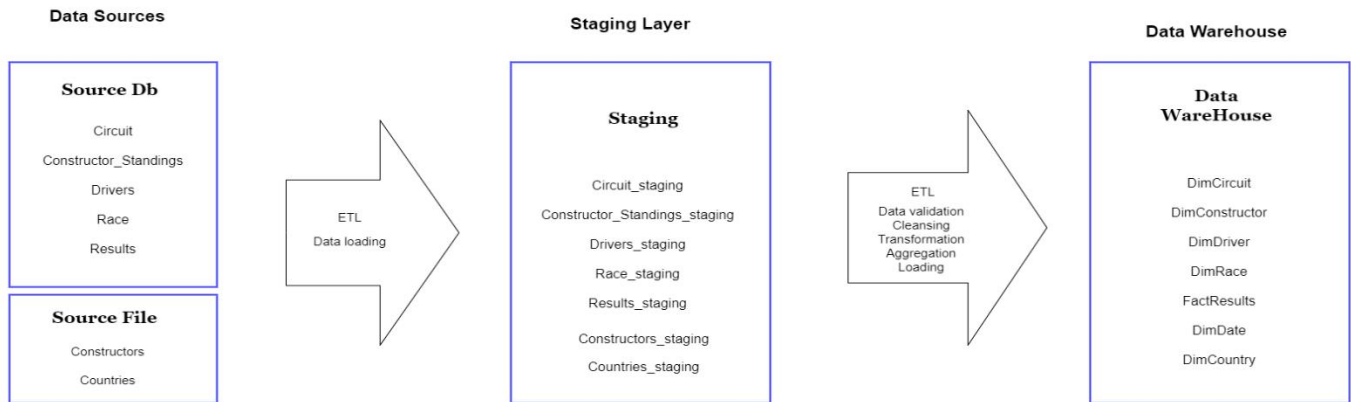 Data Sources
Source Db
Circuit
Constructor_Standings
Drivers
Race
Results
Source File
Constructors
Countries
ETL
Data loading
Staging Layer
Staging
Circuit_staging
Constructor_Standings_staging
Drivers_staging
Race_staging
Results_staging
Constructors_staging
Countries_staging
ETL
Data validation
Cleansing
Transformation
Aggregation
Loading
Data Warehouse
Data
WareHouse
DimCircuit
DimConstructor
DimDriver
DimRace
FactResults
DimDate
DimCountry